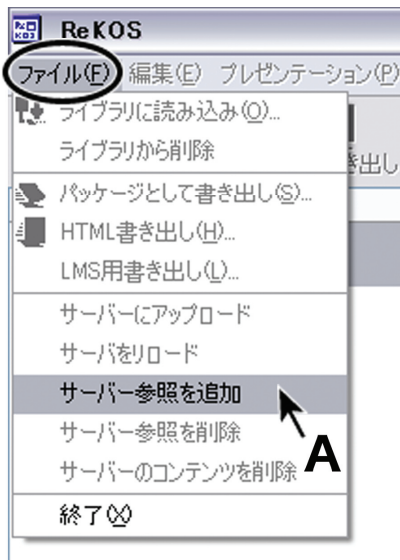 ReKOS
ファイル(F) 編集(E) プレゼンテーション(P)
ライブラリに読み込み(O)...
き出し
ライブラリから削除
パッケージとして書き出し(S)...
HTML書き出し(H)...
LMS用書き出し(L)...
サーバーにアップロード
サーバをリロード
サーバー参照を追加
サーバー参照を削除
A
サーバーのコンテンツを削除
終了(X)